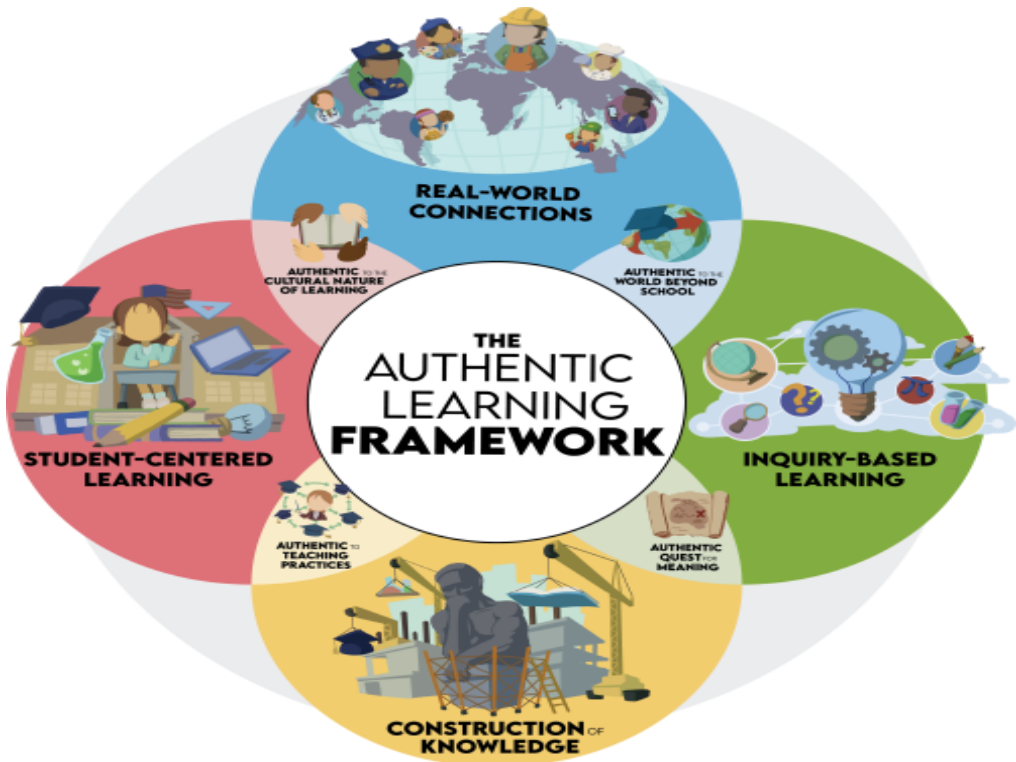 REAL-WORLD
CONNECTIONS
AUTHENTIC TO THE
CULTURAL NATURE
OF LEARNING
AUTHENTIC TO THE
WORLD BEYOND
SCHOOL
THE
AUTHENTIC
LEARNING
FRAMEWORK
STUDENT-CENTERED
LEARNING
INQUIRY-BASED
LEARNING
AUTHENTIC TO
TEACHING
PRACTICES
AUTHENTIC
QUEST FOR
MEANING
CONSTRUCTION OF
KNOWLEDGE